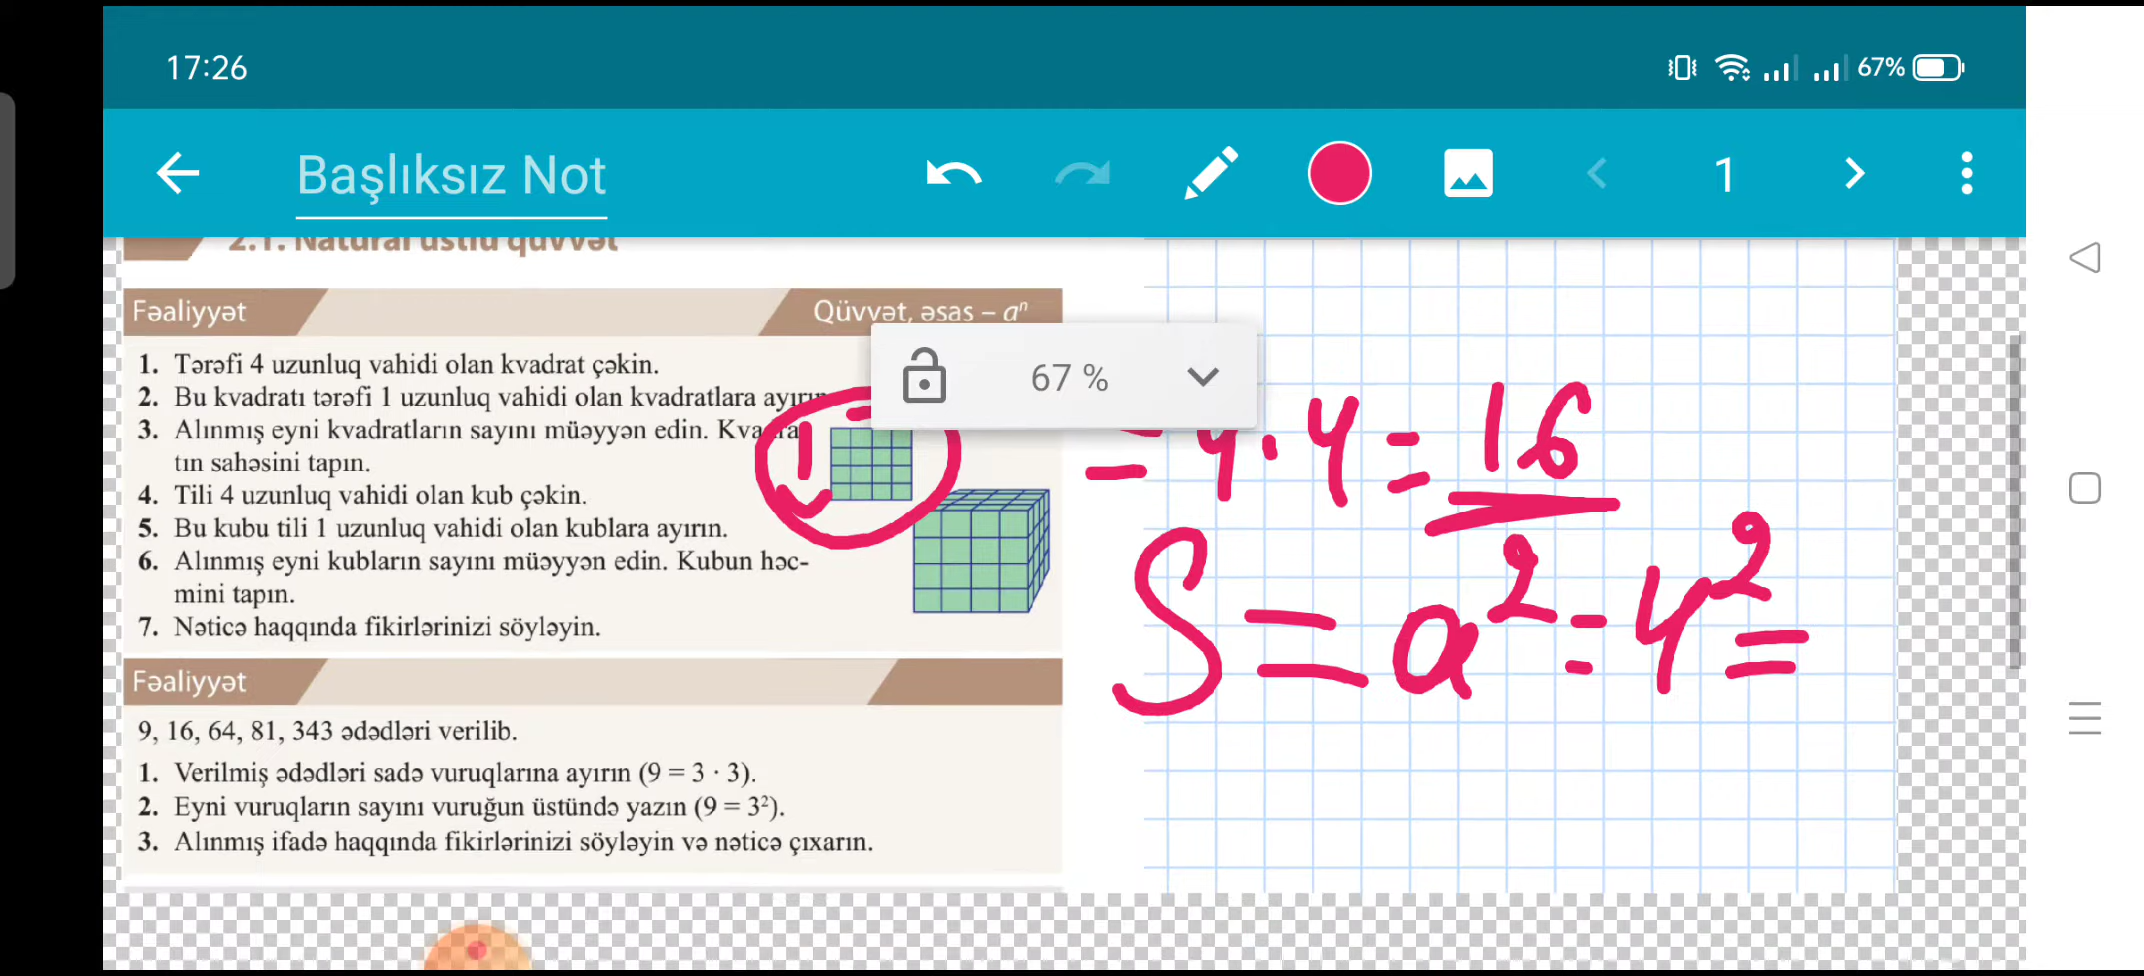 17:26
67%
Başlıksız Not
1
2.1. Natural üstlü qüvvət
Fəaliyyət
Qüvvət, əsas – aⁿ
67 %
1. Tərəfi 4 uzunluq vahidi olan kvadrat çəkin.
2. Bu kvadratı tərəfi 1 uzunluq vahidi olan kvadratlara ayırın
3. Alınmış eyni kvadratların sayını müəyyən edin. Kvadra
tın sahəsini tapın.
4. Tili 4 uzunluq vahidi olan kub çəkin.
5. Bu kubu tili 1 uzunluq vahidi olan kublara ayırın.
6. Alınmış eyni kubların sayını müəyyən edin. Kubun həc-
mini tapın.
7. Nəticə haqqında fikirlərinizi söyləyin.
1
= 4 · 4 = 16
S = a² = 4² =
Fəaliyyət
9, 16, 64, 81, 343 ədədləri verilib.
1. Verilmiş ədədləri sadə vuruqlarına ayırın (9 = 3 · 3).
2. Eyni vuruqların sayını vuruğun üstündə yazın (9 = 3²).
3. Alınmış ifadə haqqında fikirlərinizi söyləyin və nəticə çıxarın.